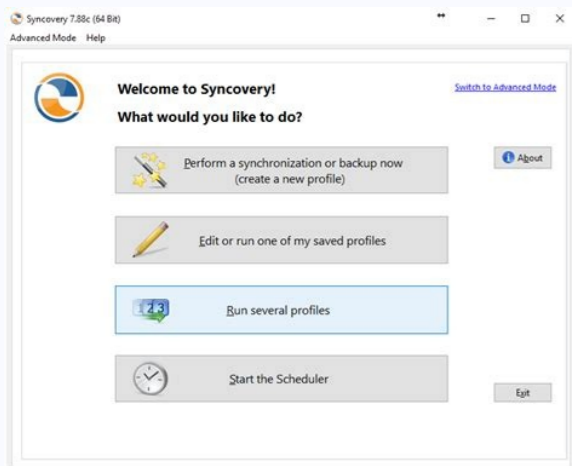 Syncovery 7.88c (64 Bit)
Advanced Mode Help
Welcome to Syncovery!
Switch to Advanced Mode
What would you like to do?
Perform a synchronization or backup now
(create a new profile)
About
Edit or run one of my saved profiles
123
Run several profiles
Start the Scheduler
Exit